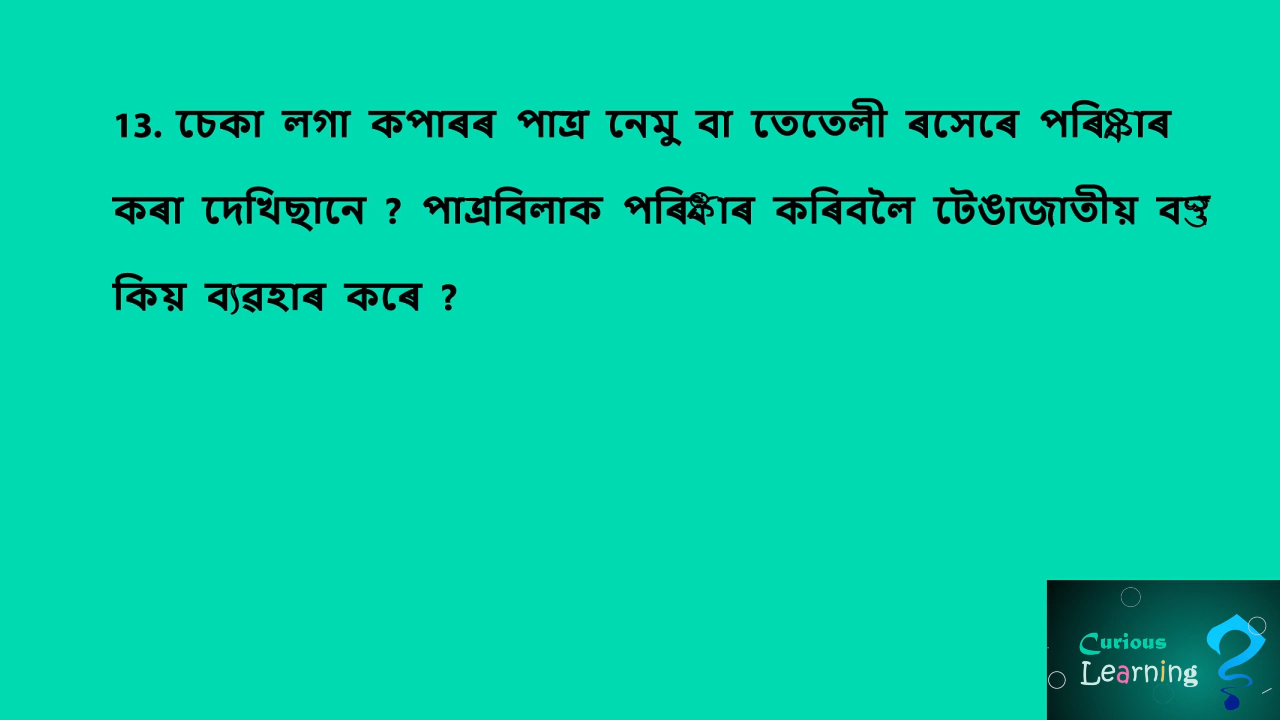 13. চেকা লগা কপাৰৰ পাত্ৰ নেমু বা তেতেলী ৰসেৰে পৰিষ্কাৰ
কৰা দেখিছানে ? পাত্ৰবিলাক পৰিষ্কাৰ কৰিবলৈ টেঙাজাতীয় বস্তু
কিয় ব্যৱহাৰ কৰে ?
Curious
Learning